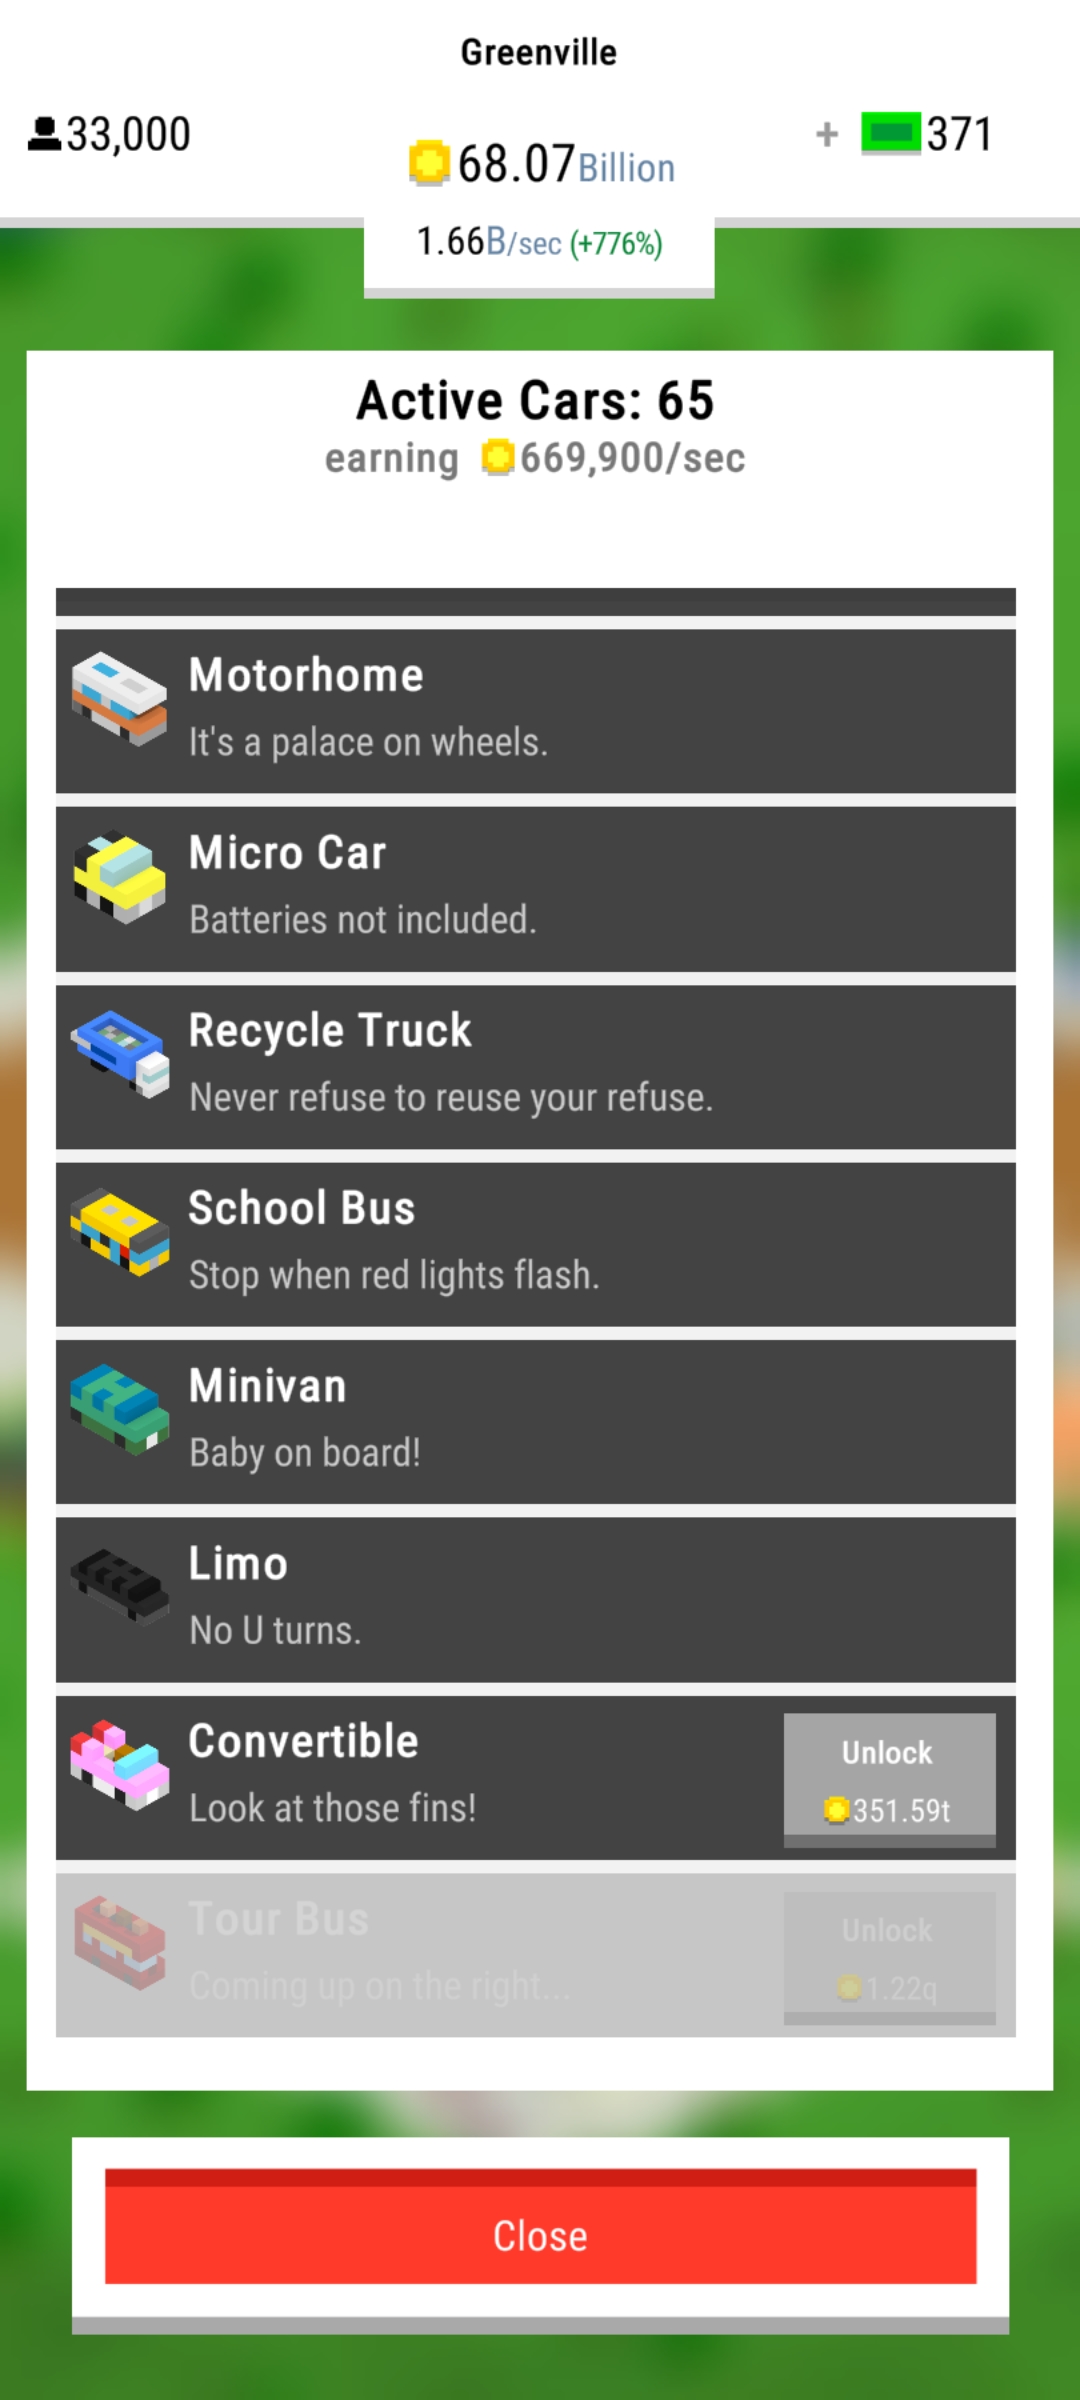 Greenville
33,000
68.07Billion
+ 371
1.66B/sec (+776%)
Active Cars: 65
earning 669,900/sec
Motorhome
It's a palace on wheels.
Micro Car
Batteries not included.
Recycle Truck
Never refuse to reuse your refuse.
School Bus
Stop when red lights flash.
Minivan
Baby on board!
Limo
No U turns.
Convertible
Look at those fins!
Unlock
351.59t
Tour Bus
Coming up on the right...
Unlock
1.22q
Close